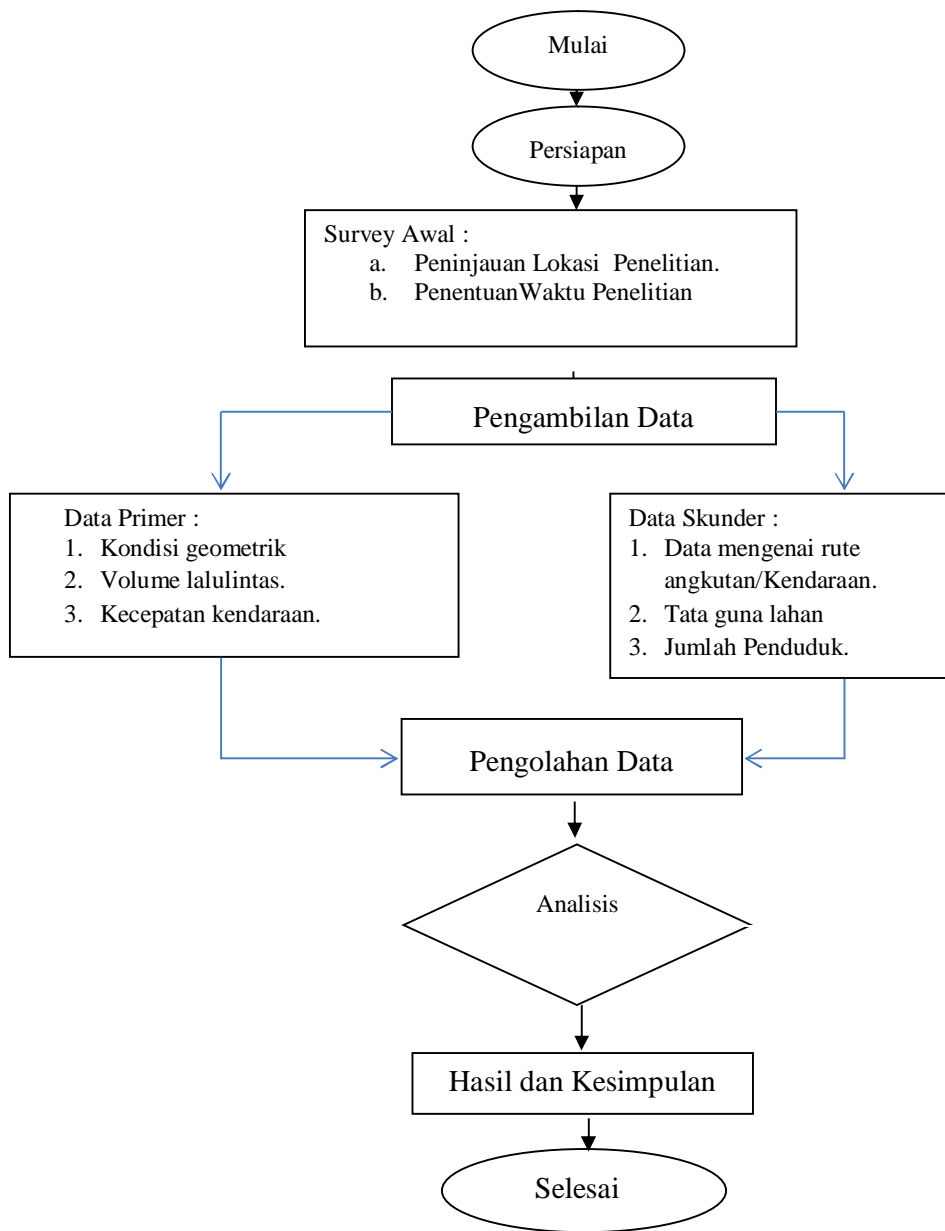 Mulai
Persiapan
Survey Awal :
a. Peninjauan Lokasi Penelitian.
b. PenentuanWaktu Penelitian
Pengambilan Data
Data Primer :
1. Kondisi geometrik
2. Volume lalulintas.
3. Kecepatan kendaraan.
Data Skunder :
1. Data mengenai rute
angkutan/Kendaraan.
2. Tata guna lahan
3. Jumlah Penduduk.
Pengolahan Data
Analisis
Hasil dan Kesimpulan
Selesai